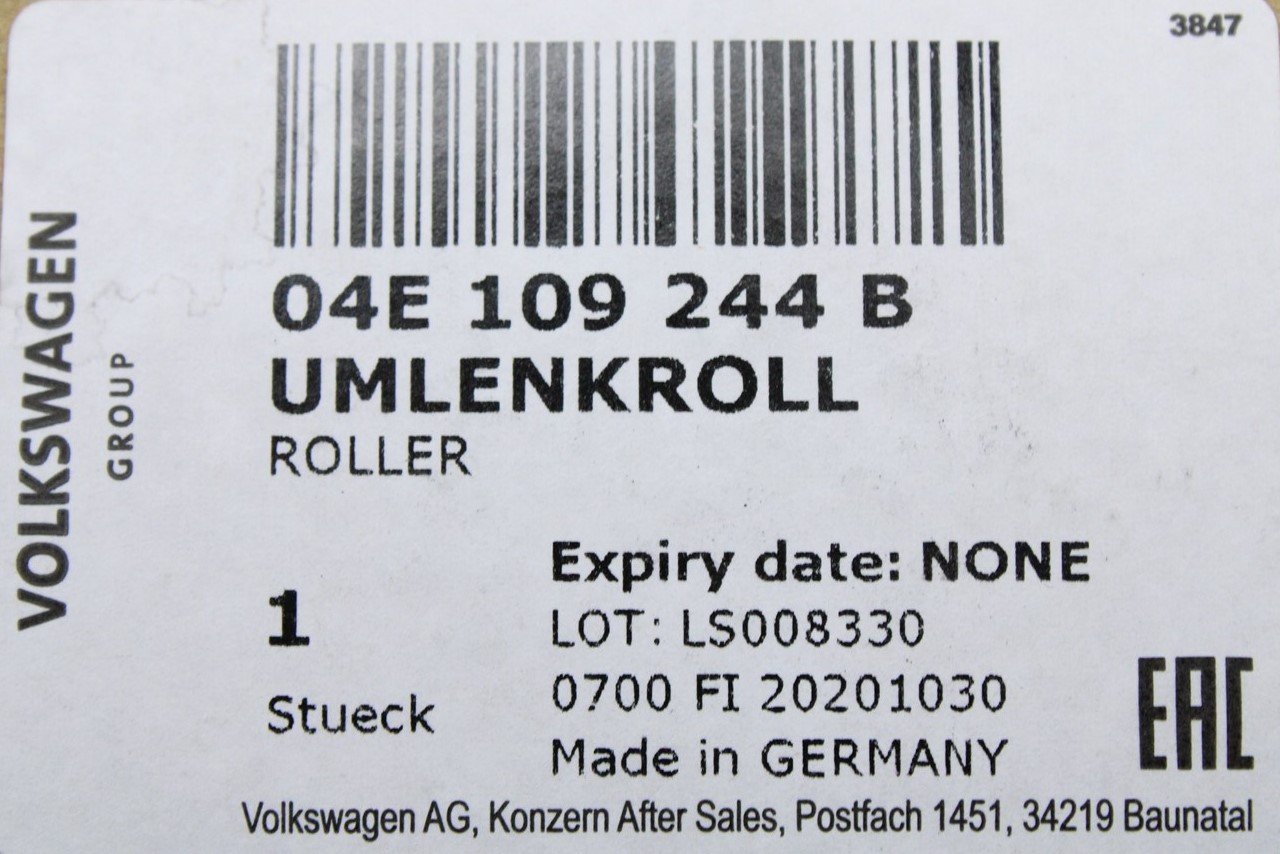 3847
VOLKSWAGEN
GROUP
04E 109 244 B
UMLENKROLL
ROLLER
1
Stueck
Expiry date: NONE
LOT: LS008330
0700 FI 20201030
Made in GERMANY
EAC
Volkswagen AG, Konzern After Sales, Postfach 1451, 34219 Baunatal